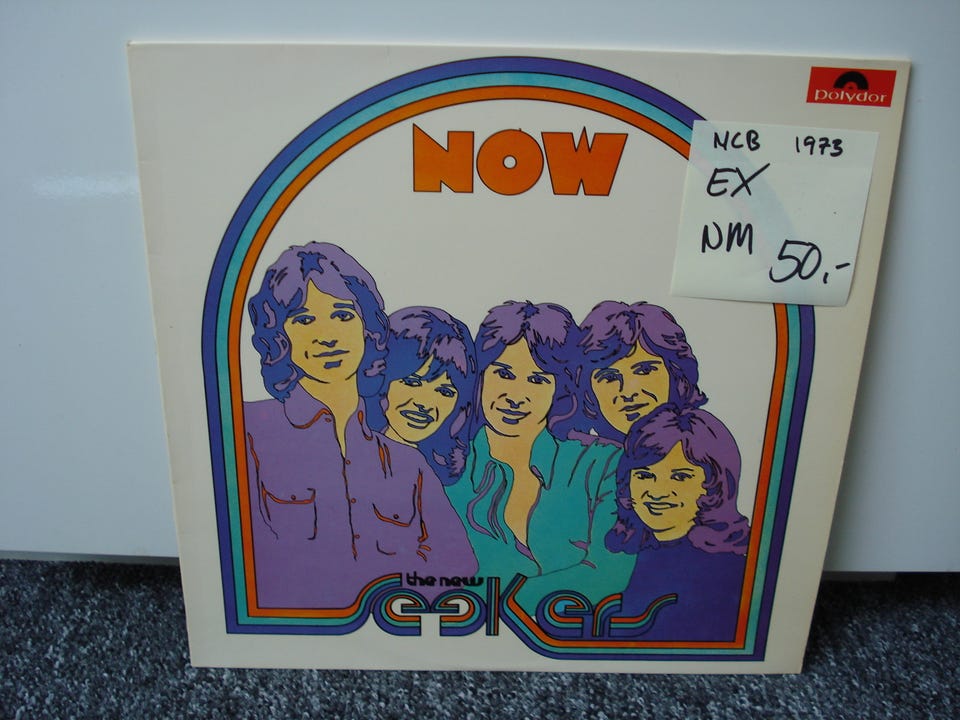 polydor
NOW
NCB 1973
EX
NM 50,-
the new
Seekers